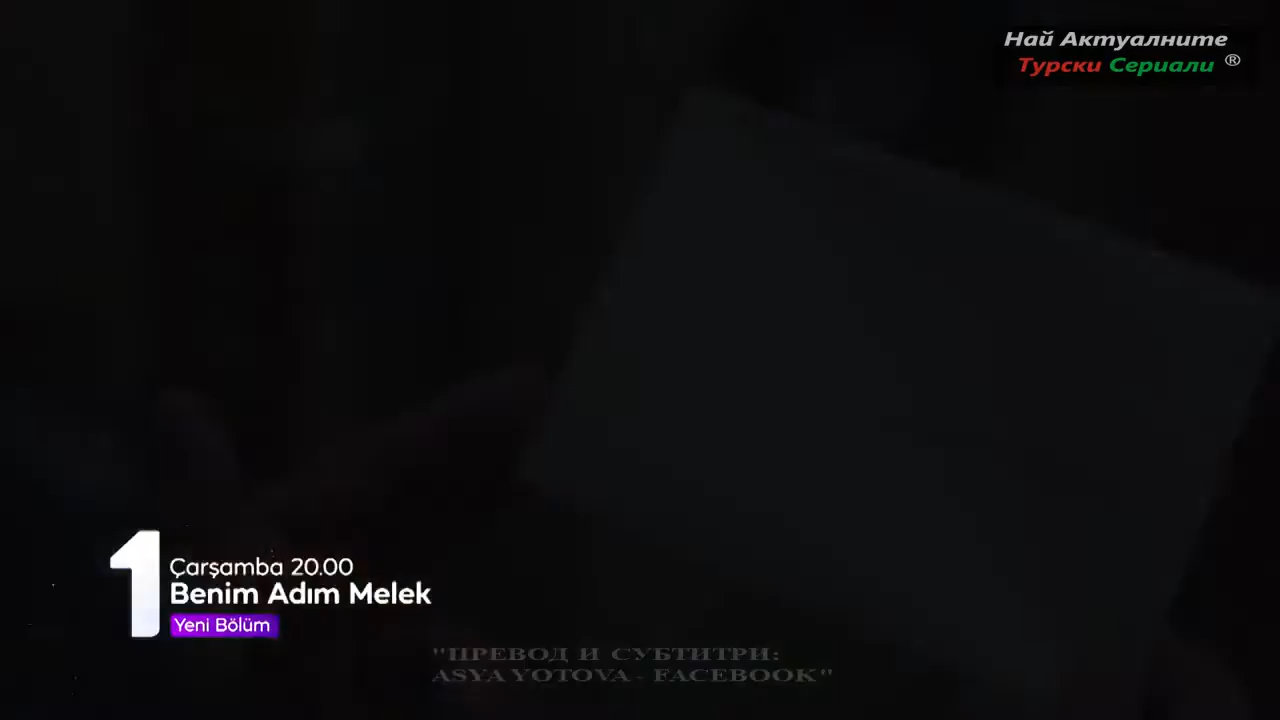 Най Актуалните
Турски Сериали ®
1
Çarşamba 20.00
Benim Adım Melek
Yeni Bölüm
"ПРЕВОД И СУБТИТРИ:
ASYA YOTOVA - FACEBOOK"